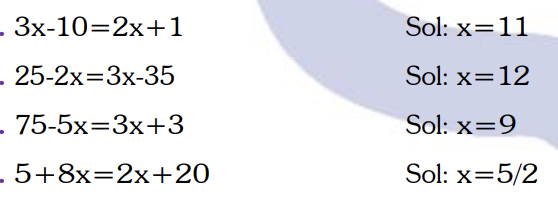 . 3x-10=2x+1 Sol: x=11
. 25-2x=3x-35 Sol: x=12
. 75-5x=3x+3 Sol: x=9
. 5+8x=2x+20 Sol: x=5/2